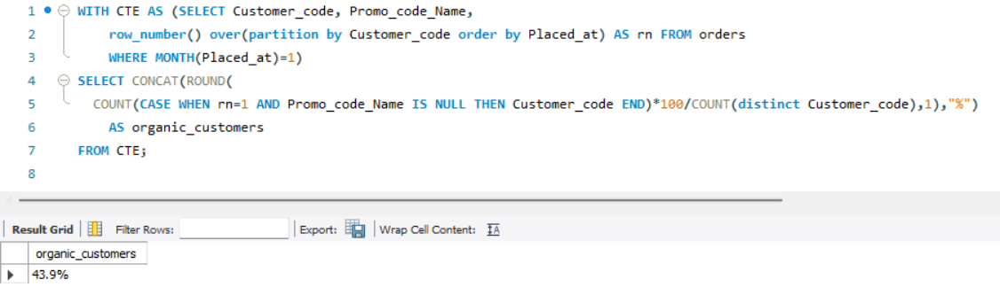 1 WITH CTE AS (SELECT Customer_code, Promo_code_Name,
2 row_number() over(partition by Customer_code order by Placed_at) AS rn FROM orders
3 WHERE MONTH(Placed_at)=1)
4 SELECT CONCAT(ROUND(
5 COUNT(CASE WHEN rn=1 AND Promo_code_Name IS NULL THEN Customer_code END)*100/COUNT(distinct Customer_code),1),"%")
6 AS organic_customers
7 FROM CTE;
8
Result Grid Filter Rows: Export: Wrap Cell Content:
organic_customers
43.9%